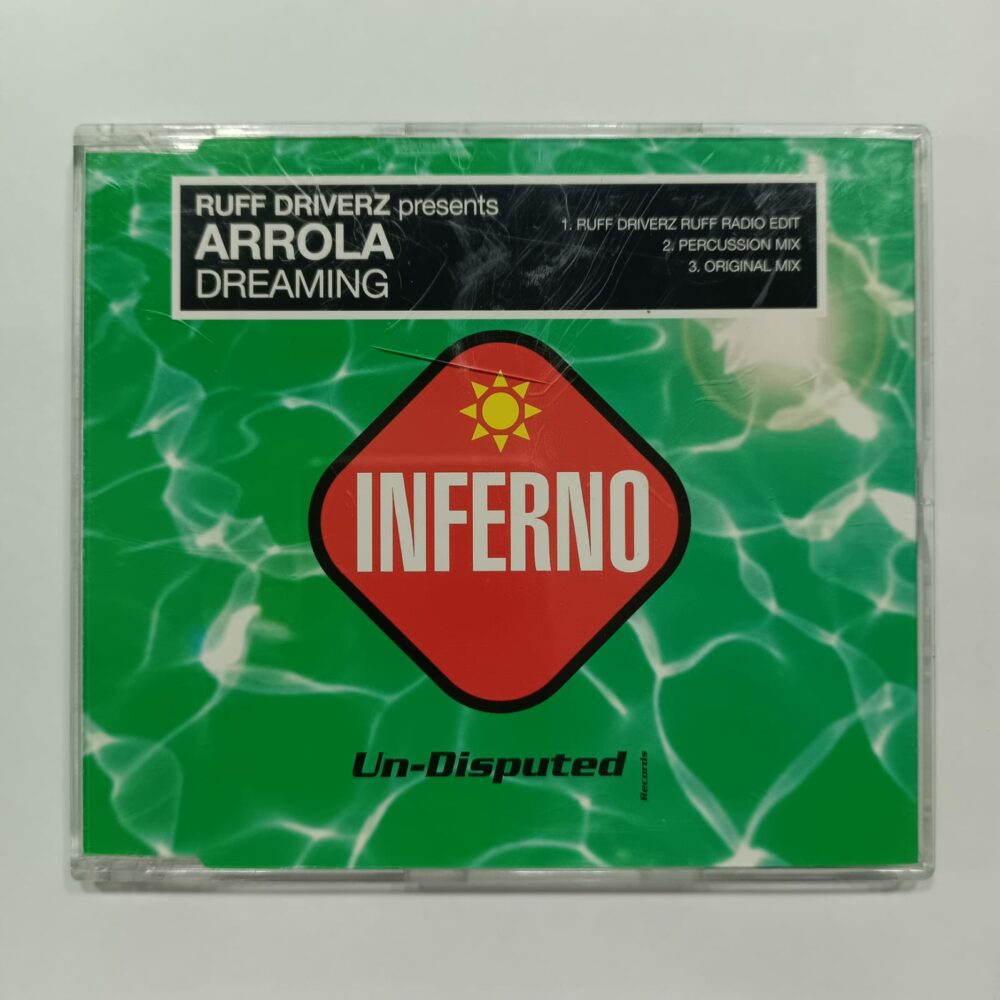 RUFF DRIVERZ presents
ARROLA
DREAMING
1. RUFF DRIVERZ RUFF RADIO EDIT
2. PERCUSSION MIX
3. ORIGINAL MIX
INFERNO
Un-Disputed
Records